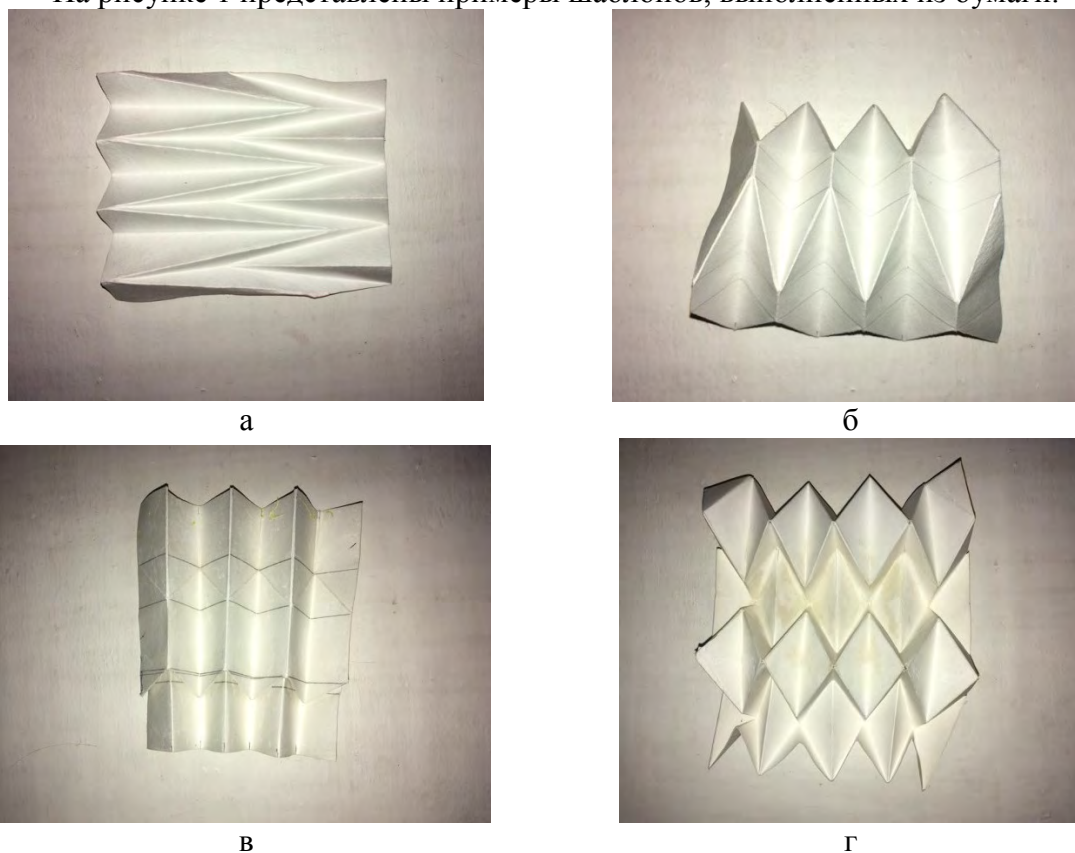 На рисунке 1 представлены примеры шаблонов, выполненных из бумаги.
а
б
в
г